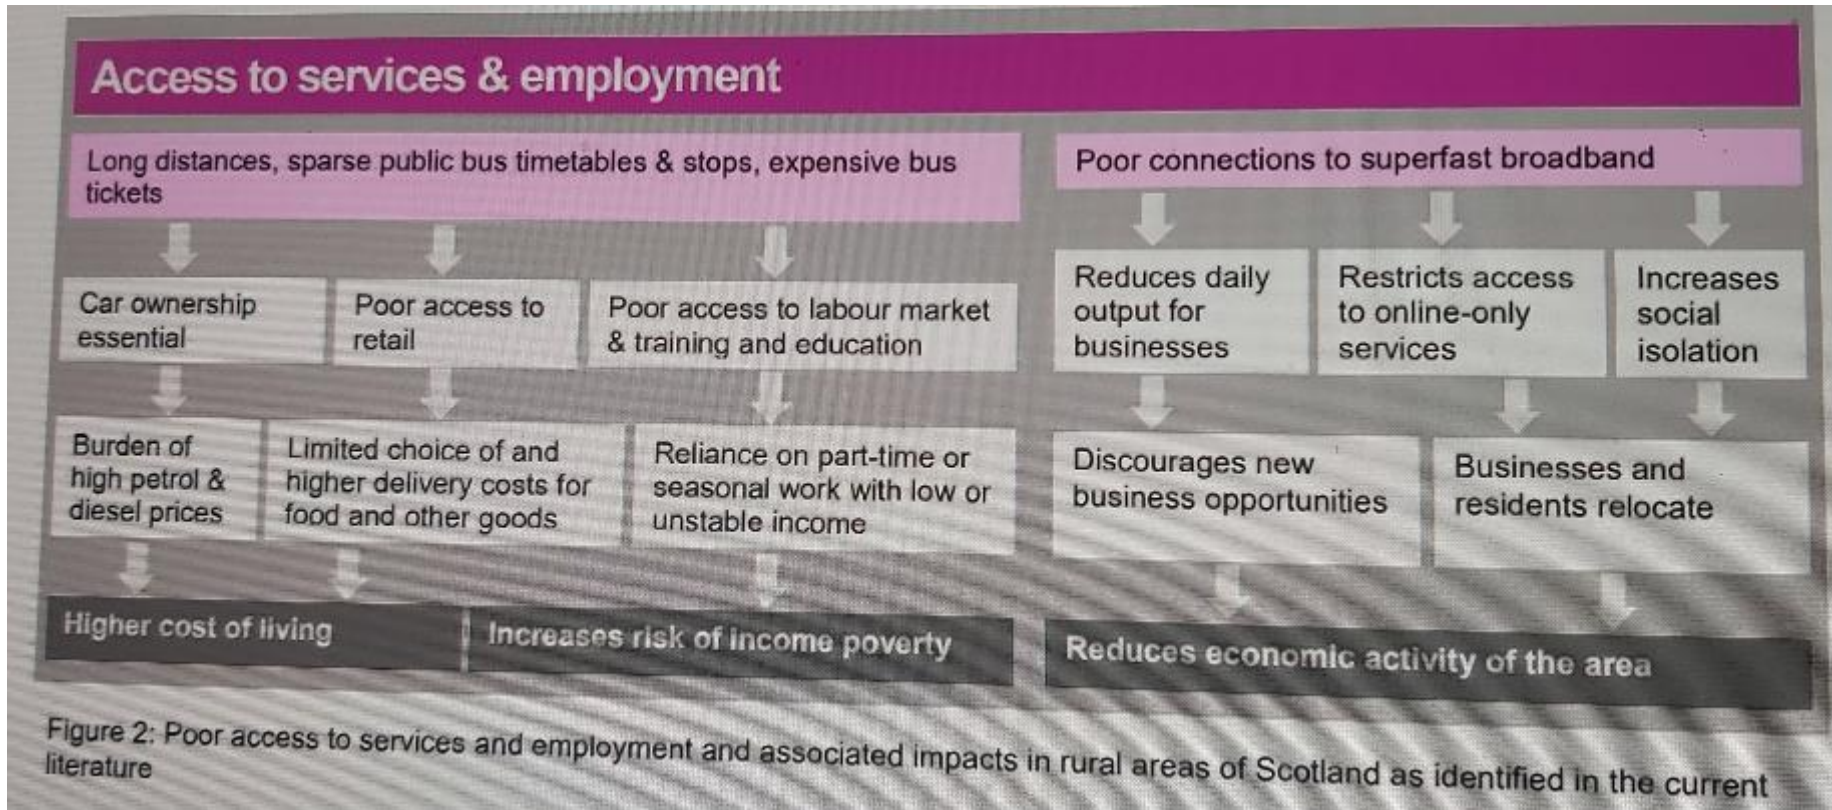 Access to services & employment
Long distances, sparse public bus timetables & stops, expensive bus
tickets
Car ownership
essential
Poor access to
retail
Poor access to labour market
& training and education
Burden of
high petrol &
diesel prices
Limited choice of and
higher delivery costs for
food and other goods
Reliance on part-time or
seasonal work with low or
unstable income
Higher cost of living
Increases risk of income poverty
Poor connections to superfast broadband
Reduces daily
output for
businesses
Restricts access
to online-only
services
Increases
social
isolation
Discourages new
business opportunities
Businesses and
residents relocate
Reduces economic activity of the area
Figure 2: Poor access to services and employment and associated impacts in rural areas of Scotland as identified in the current
literature